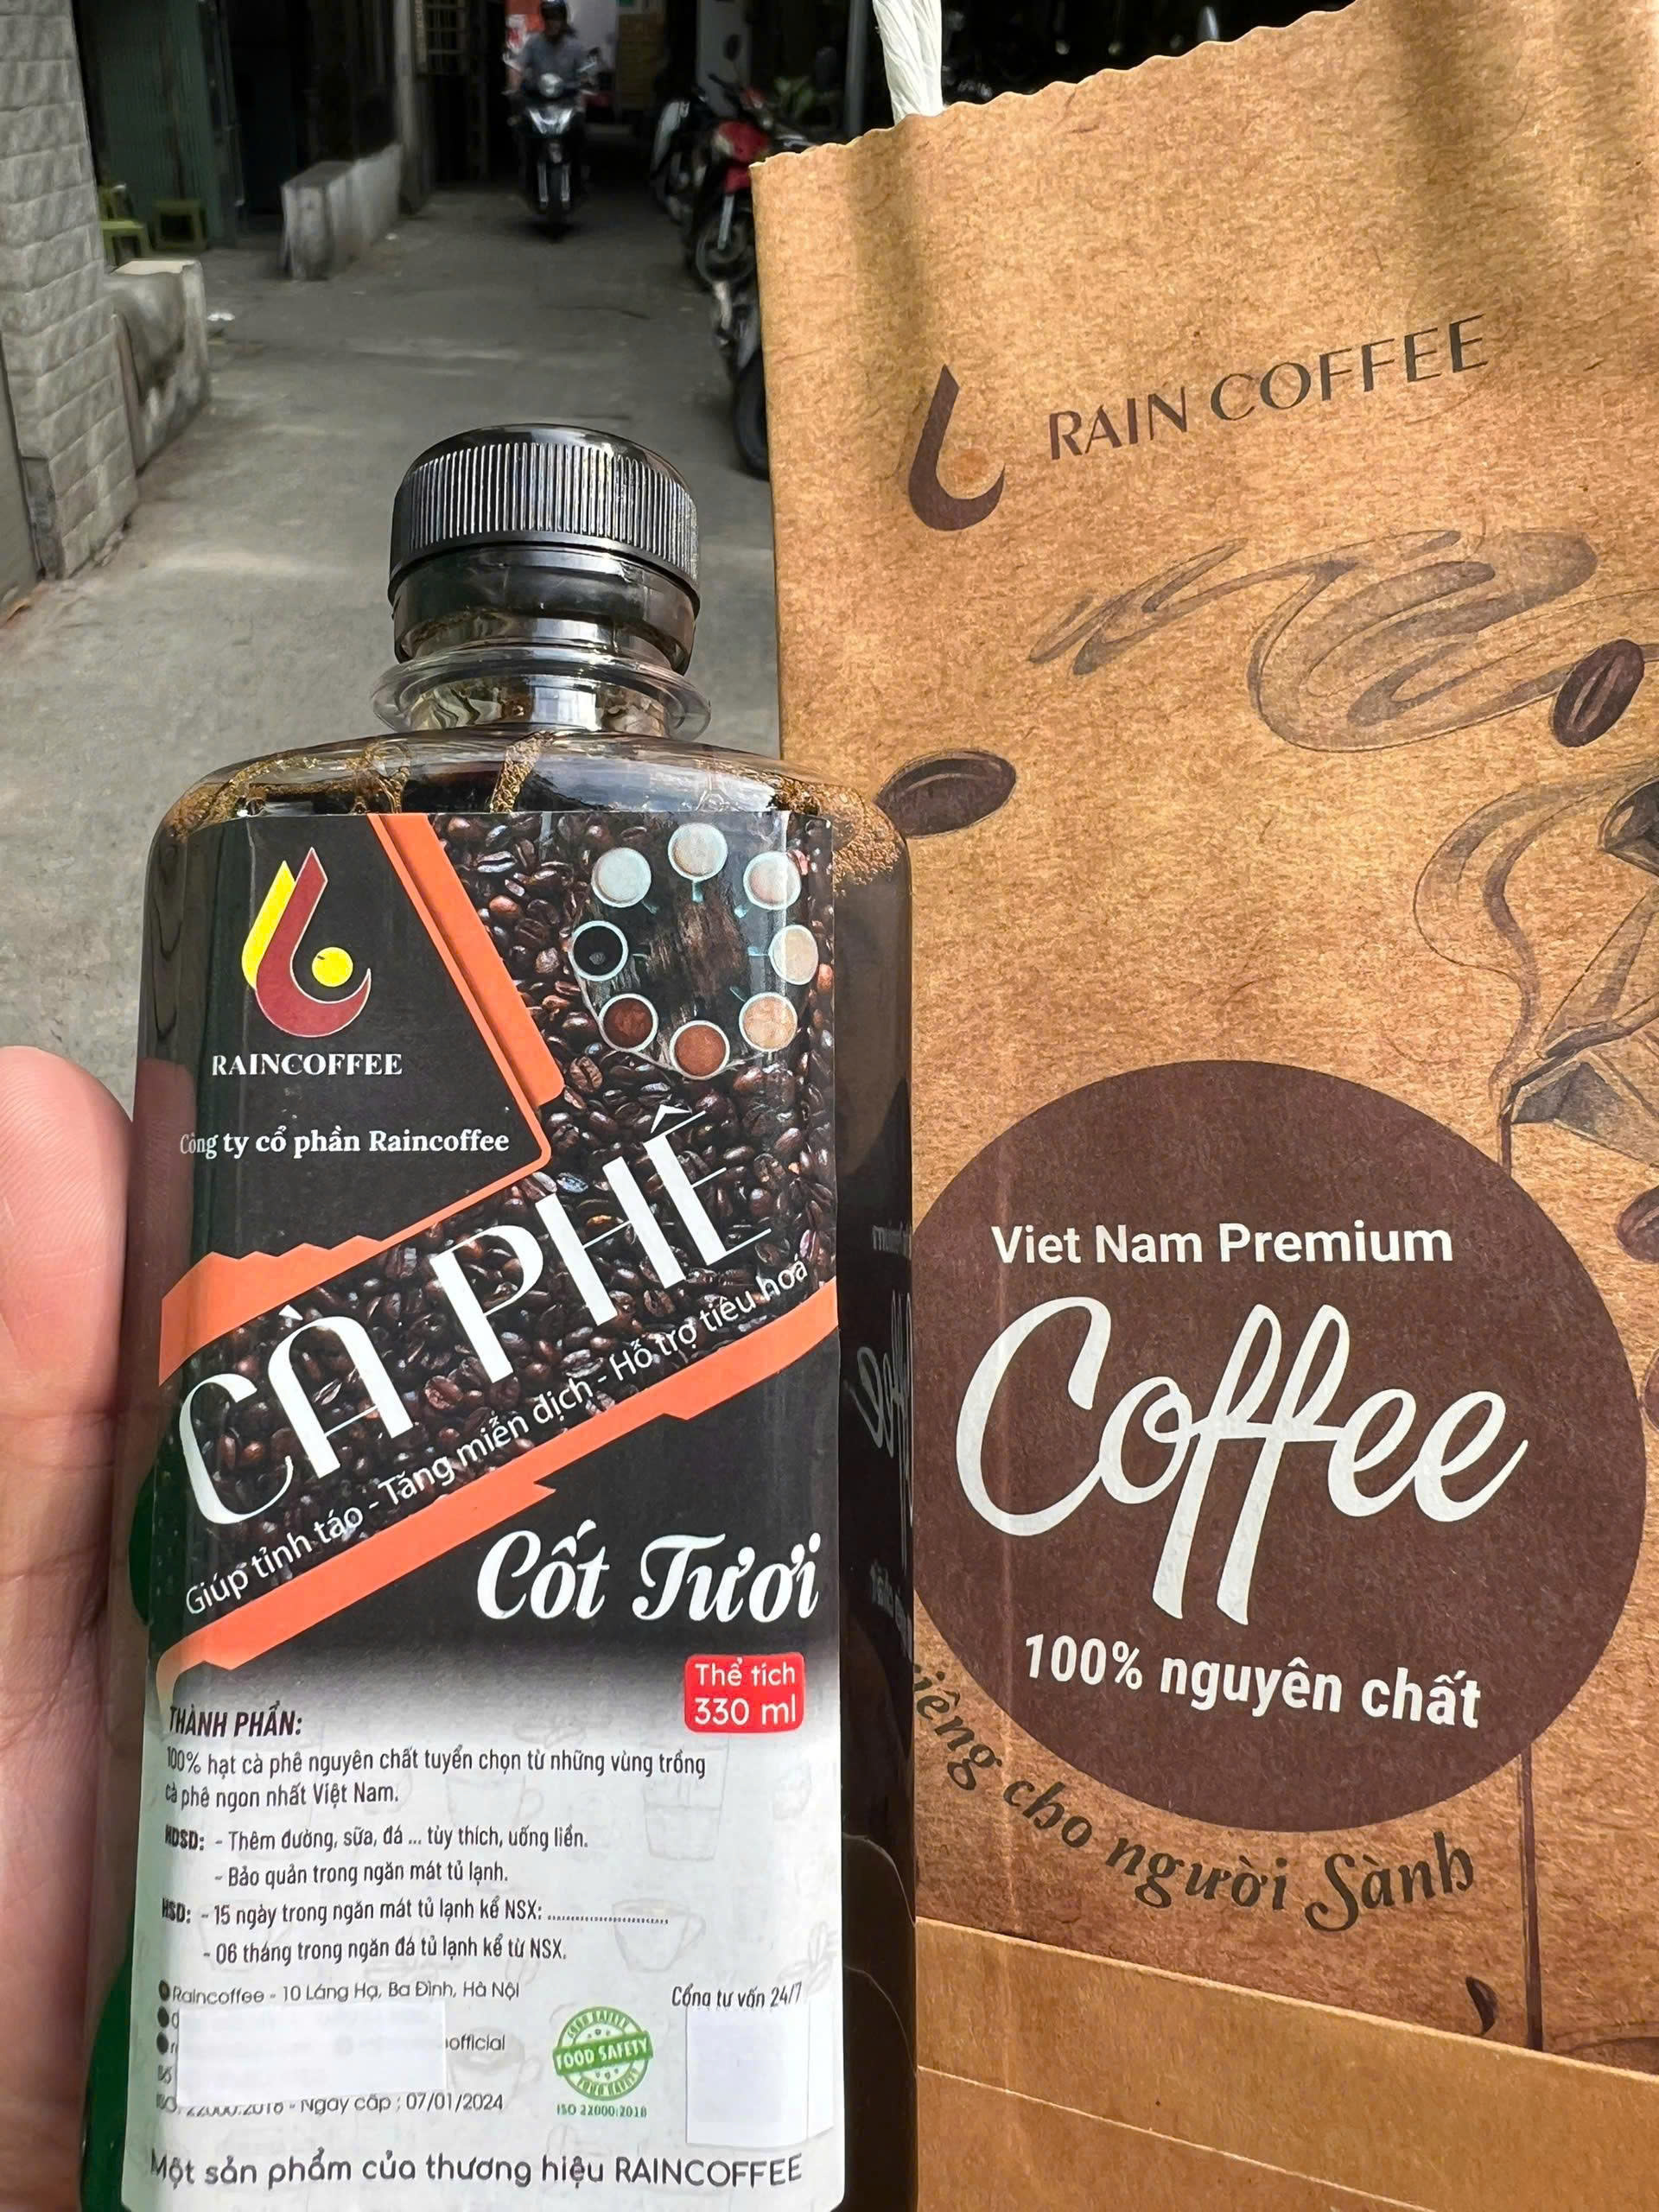 RAIN COFFEE
RAINCOFFEE
Công ty cổ phần Raincoffee
CÀ PHÊ
Giúp tỉnh táo - Tăng miễn dịch - Hỗ trợ tiêu hoá
Cốt Tươi
Thể tích
330 ml
THÀNH PHẦN:
100% hạt cà phê nguyên chất tuyển chọn từ những vùng trồng
cà phê ngon nhất Việt Nam.
HDSD: - Thêm đường, sữa, đá ... tùy thích, uống liền.
- Bảo quản trong ngăn mát tủ lạnh.
HSD: - 15 ngày trong ngăn mát tủ lạnh kể NSX: ........................
- 06 tháng trong ngăn đá tủ lạnh kể từ NSX.
Raincoffee - 10 Láng Hạ, Ba Đình, Hà Nội
Cổng tư vấn 24/7
official
FOOD SAFETY
ISO 22000:2018
22000:2018 - Ngày cấp : 07/01/2024
Một sản phẩm của thương hiệu RAINCOFFEE
Viet Nam Premium
Coffee
100% nguyên chất
cho người Sành